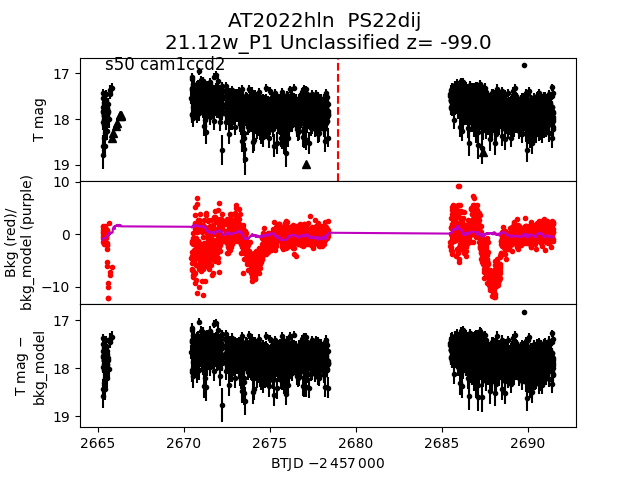 AT2022hln  PS22dij
21.12w_P1 Unclassified z= -99.0
s50 cam1ccd2
T mag
17
18
19
Bkg (red)/
bkg_model (purple)
10
0
−10
T mag −
bkg_model
17
18
19
2665 2670 2675 2680 2685 2690
BTJD −2 457 000